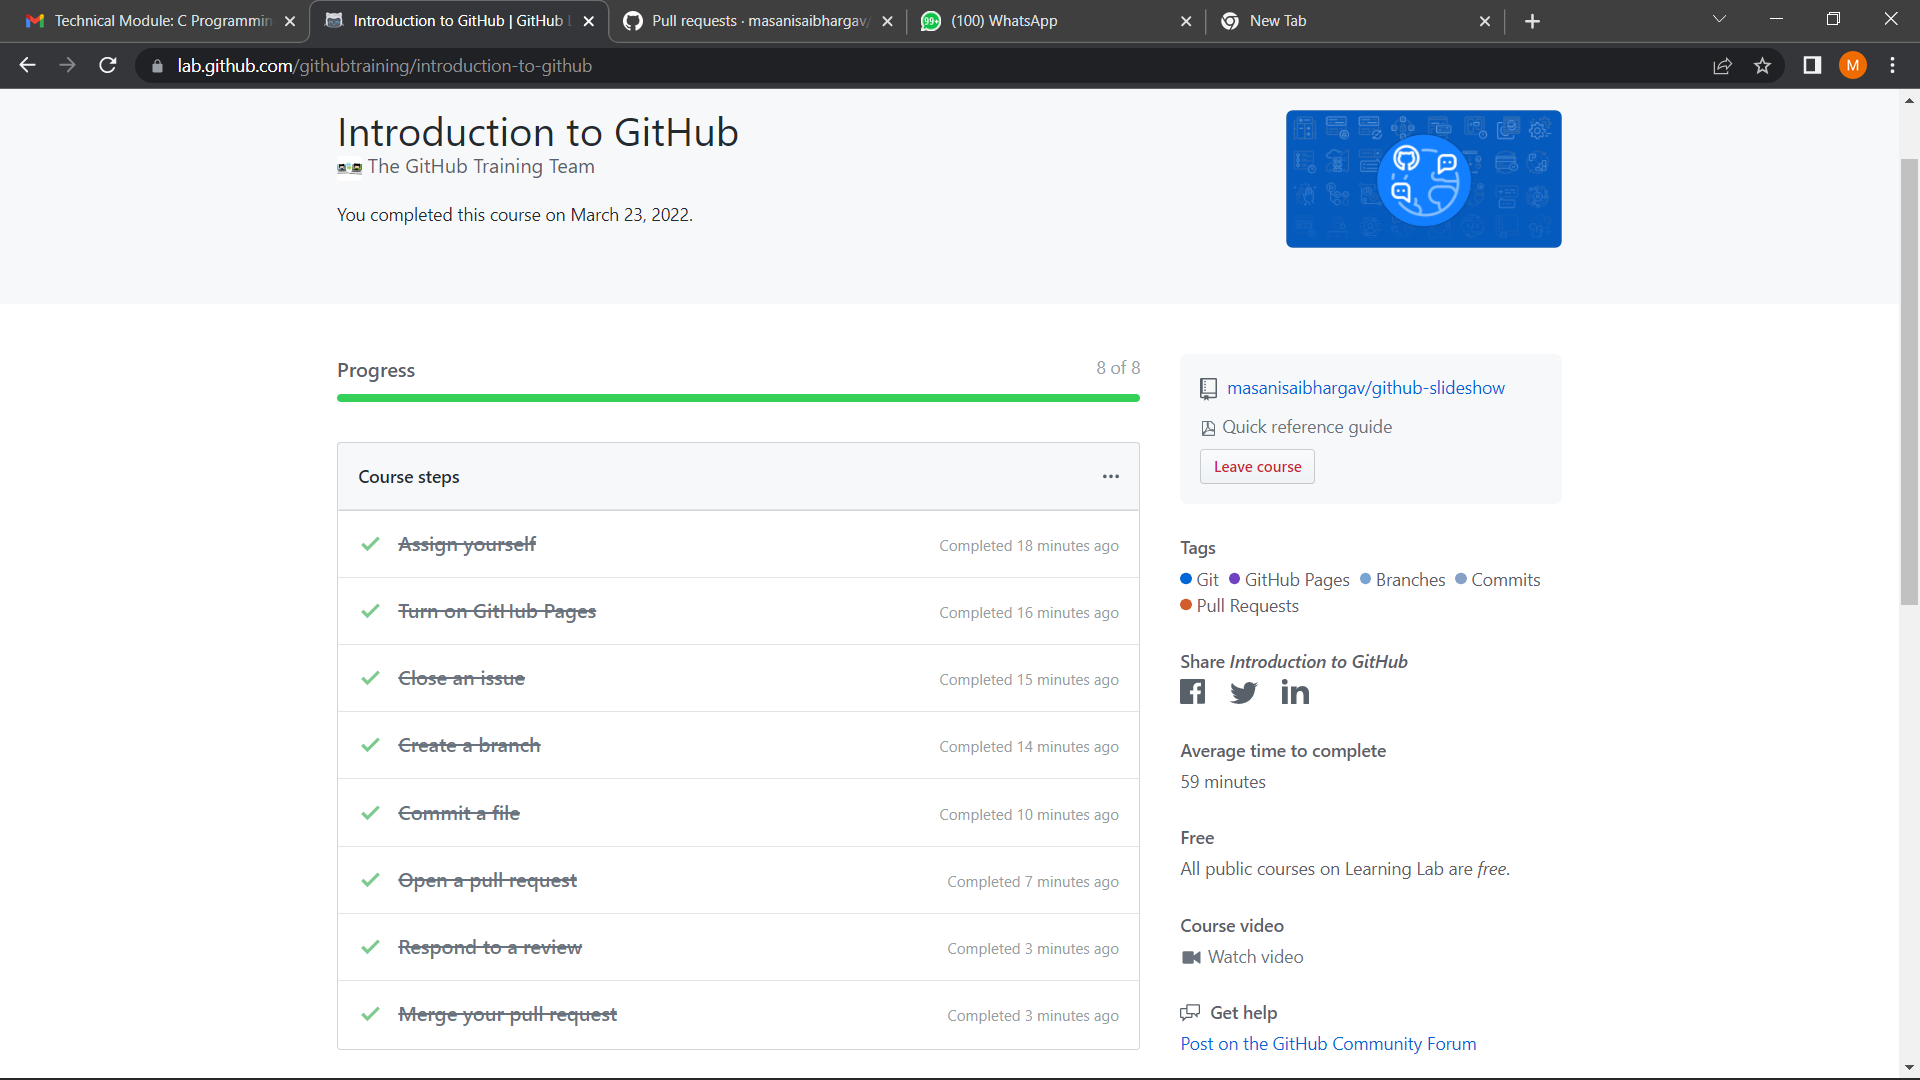 Technical Module: C Programmin
Introduction to GitHub | GitHub L
Pull requests · masanisaibhargav/
99+
(100) WhatsApp
New Tab
lab.github.com/githubtraining/introduction-to-github
M
Introduction to GitHub
The GitHub Training Team
You completed this course on March 23, 2022.
Progress
8 of 8
Course steps
Assign yourself
Completed 18 minutes ago
Turn on GitHub Pages
Completed 16 minutes ago
Close an issue
Completed 15 minutes ago
Create a branch
Completed 14 minutes ago
Commit a file
Completed 10 minutes ago
Open a pull request
Completed 7 minutes ago
Respond to a review
Completed 3 minutes ago
Merge your pull request
Completed 3 minutes ago
masanisaibhargav/github-slideshow
Quick reference guide
Leave course
Tags
Git GitHub Pages Branches Commits
Pull Requests
Share Introduction to GitHub
Average time to complete
59 minutes
Free
All public courses on Learning Lab are free.
Course video
Watch video
Get help
Post on the GitHub Community Forum